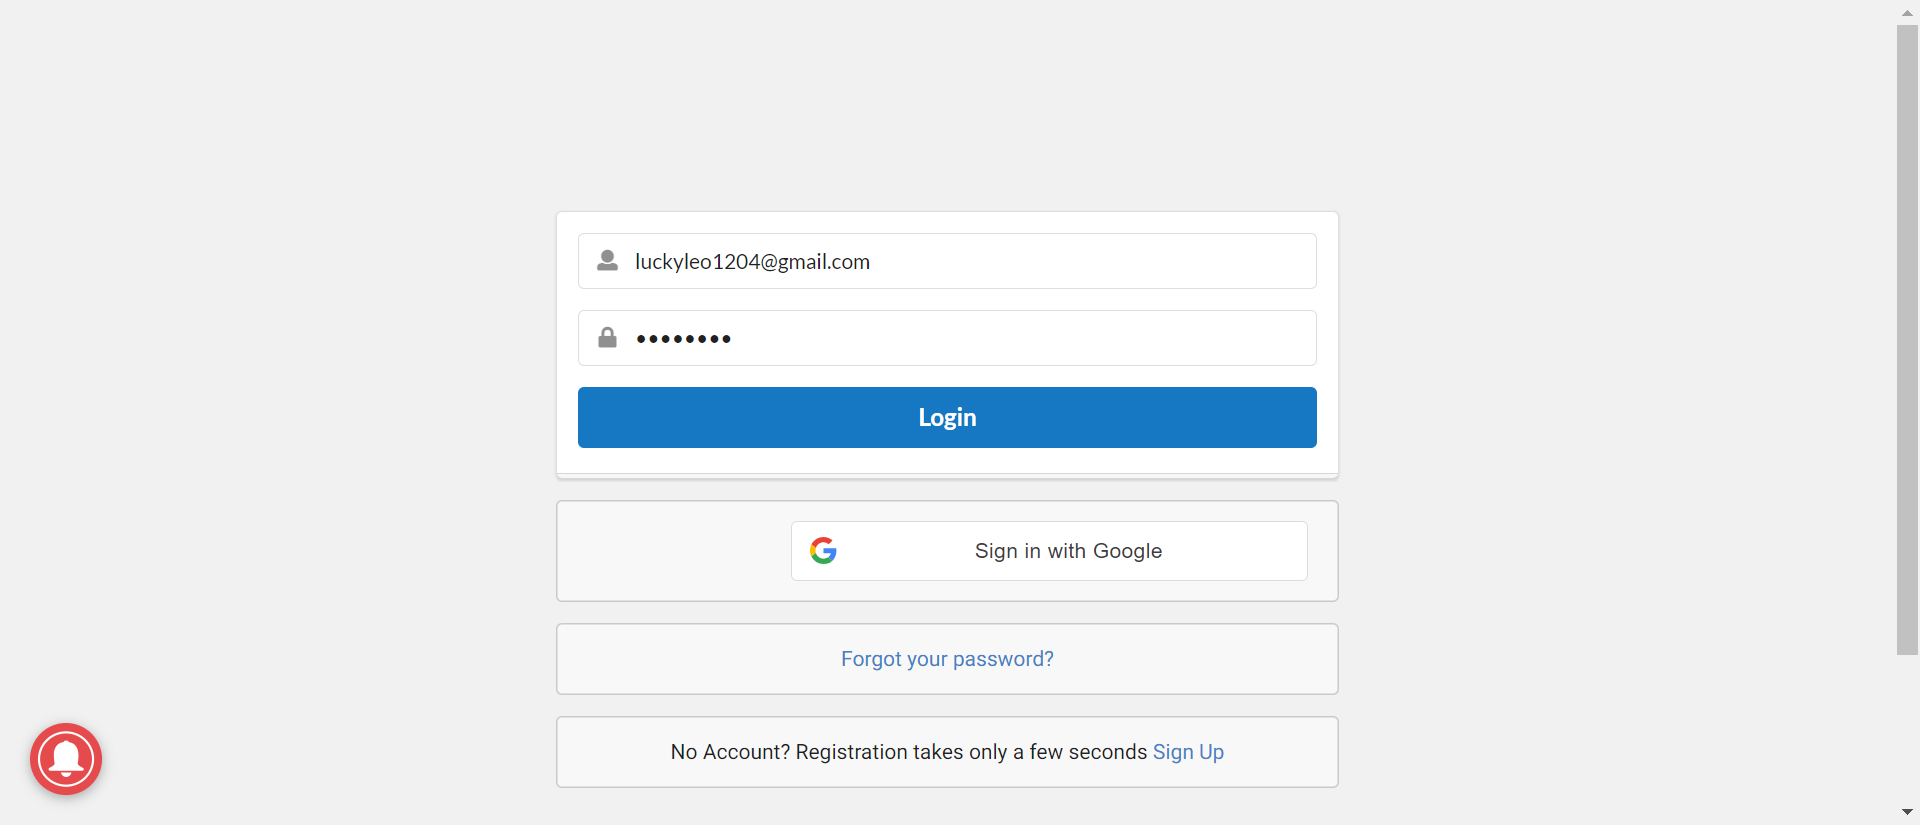 luckyleo1204@gmail.com
••••••••
Login
Sign in with Google
Forgot your password?
No Account? Registration takes only a few seconds Sign Up